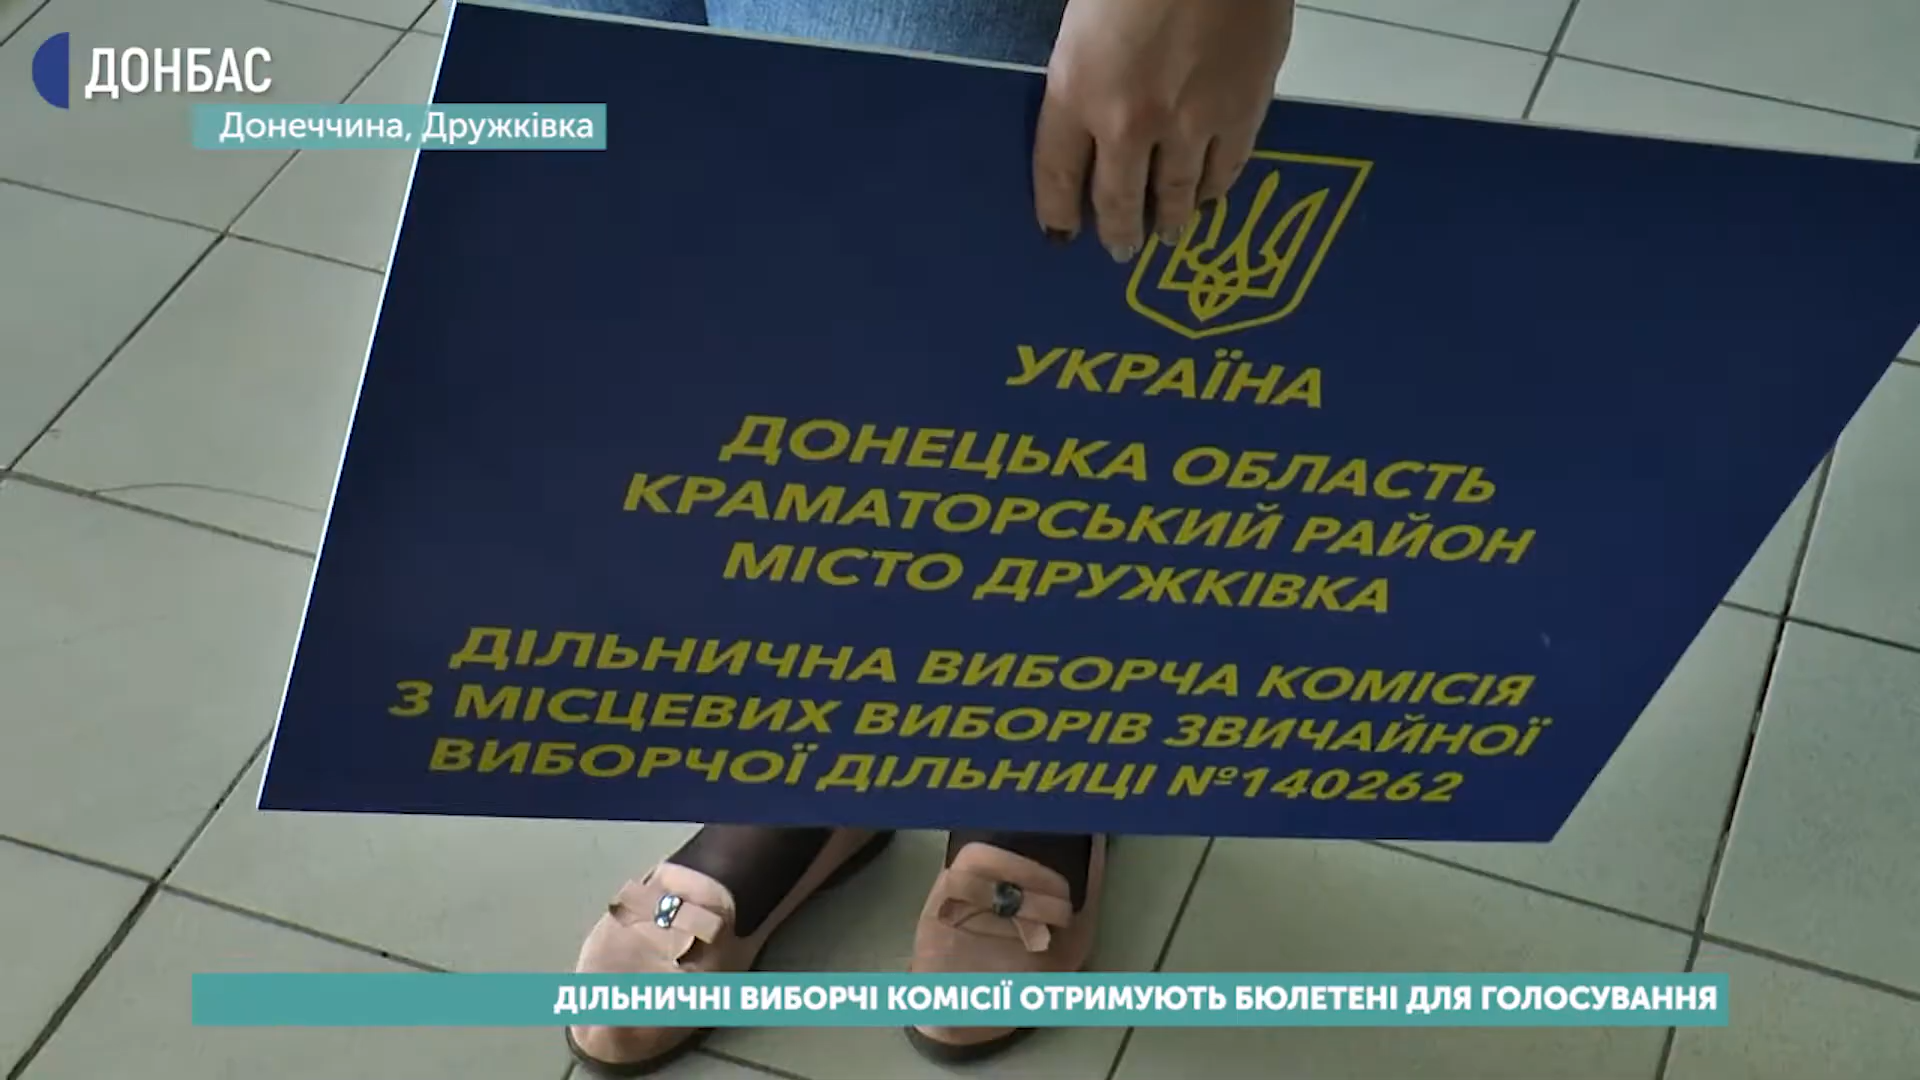 ДОНБАС
Донеччина, Дружківка
УКРАЇНА
ДОНЕЦЬКА ОБЛАСТЬ
КРАМАТОРСЬКИЙ РАЙОН
МІСТО ДРУЖКІВКА
ДІЛЬНИЧНА ВИБОРЧА КОМІСІЯ
З МІСЦЕВИХ ВИБОРІВ ЗВИЧАЙНОЇ
ВИБОРЧОЇ ДІЛЬНИЦІ №140262
ДІЛЬНИЧНІ ВИБОРЧІ КОМІСІЇ ОТРИМУЮТЬ БЮЛЕТЕНІ ДЛЯ ГОЛОСУВАННЯ